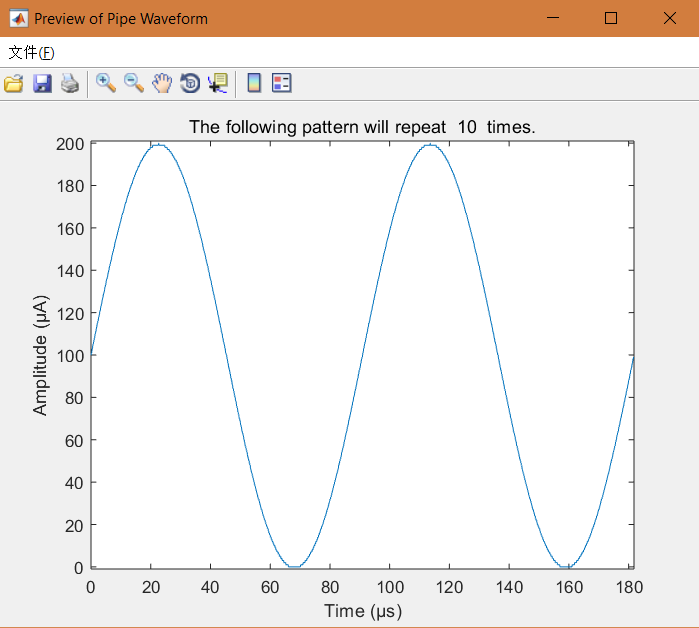 Preview of Pipe Waveform
文件(F)
The following pattern will repeat  10  times.
200
180
160
140
120
100
80
60
40
20
0
Amplitude (µA)
0 20 40 60 80 100 120 140 160 180
Time (µs)